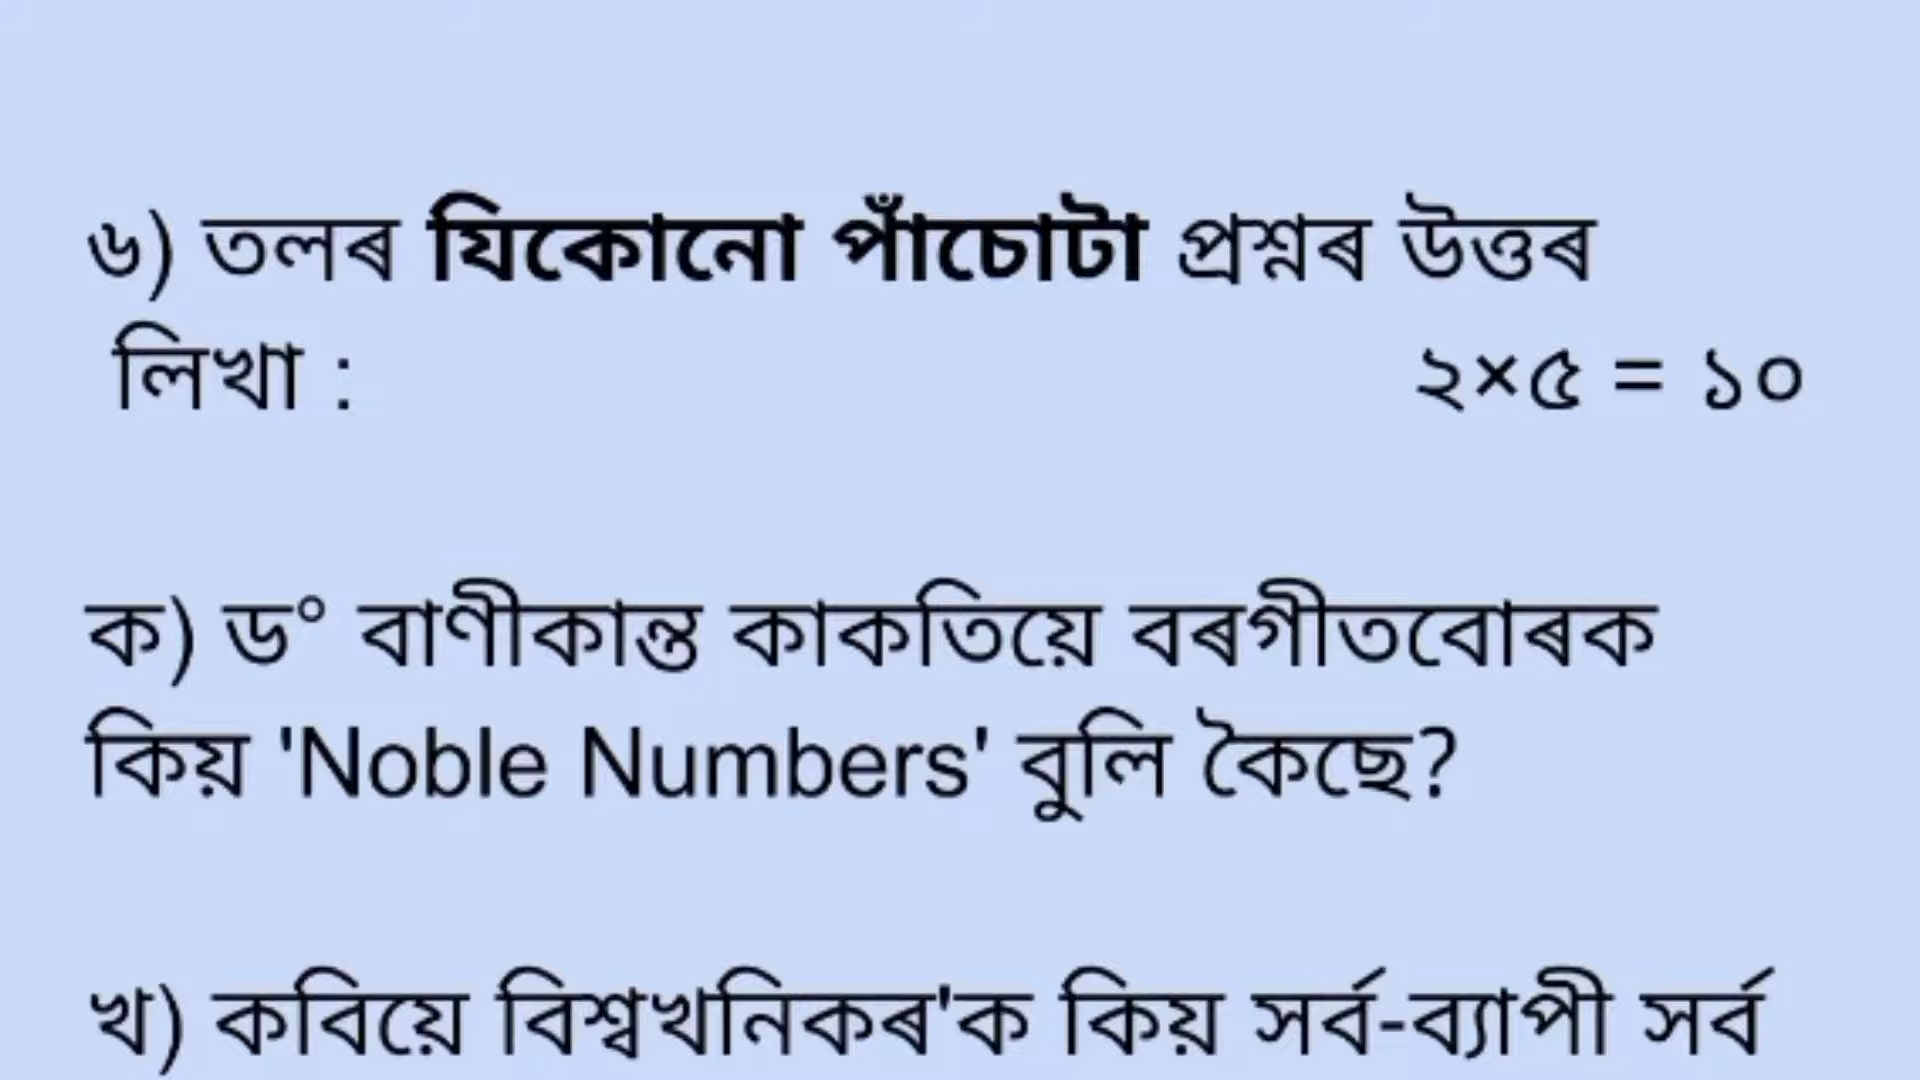 ৬) তলৰ যিকোনো পাঁচোটা প্ৰশ্নৰ উত্তৰ
লিখা : ২×৫ = ১০
ক) ড° বাণীকান্ত কাকতিয়ে বৰগীতবোৰক
কিয় 'Noble Numbers' বুলি কৈছে?
খ) কবিয়ে বিশ্বখনিকৰ'ক কিয় সৰ্ব-ব্যাপী সৰ্ব